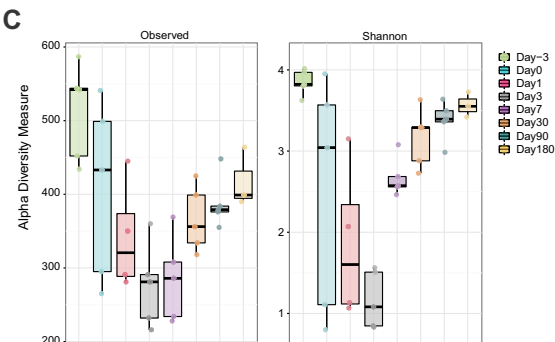 C
Observed
Shannon
Alpha Diversity Measure
600
500
400
300
200
4
3
2
1
Day−3
Day0
Day1
Day3
Day7
Day30
Day90
Day180